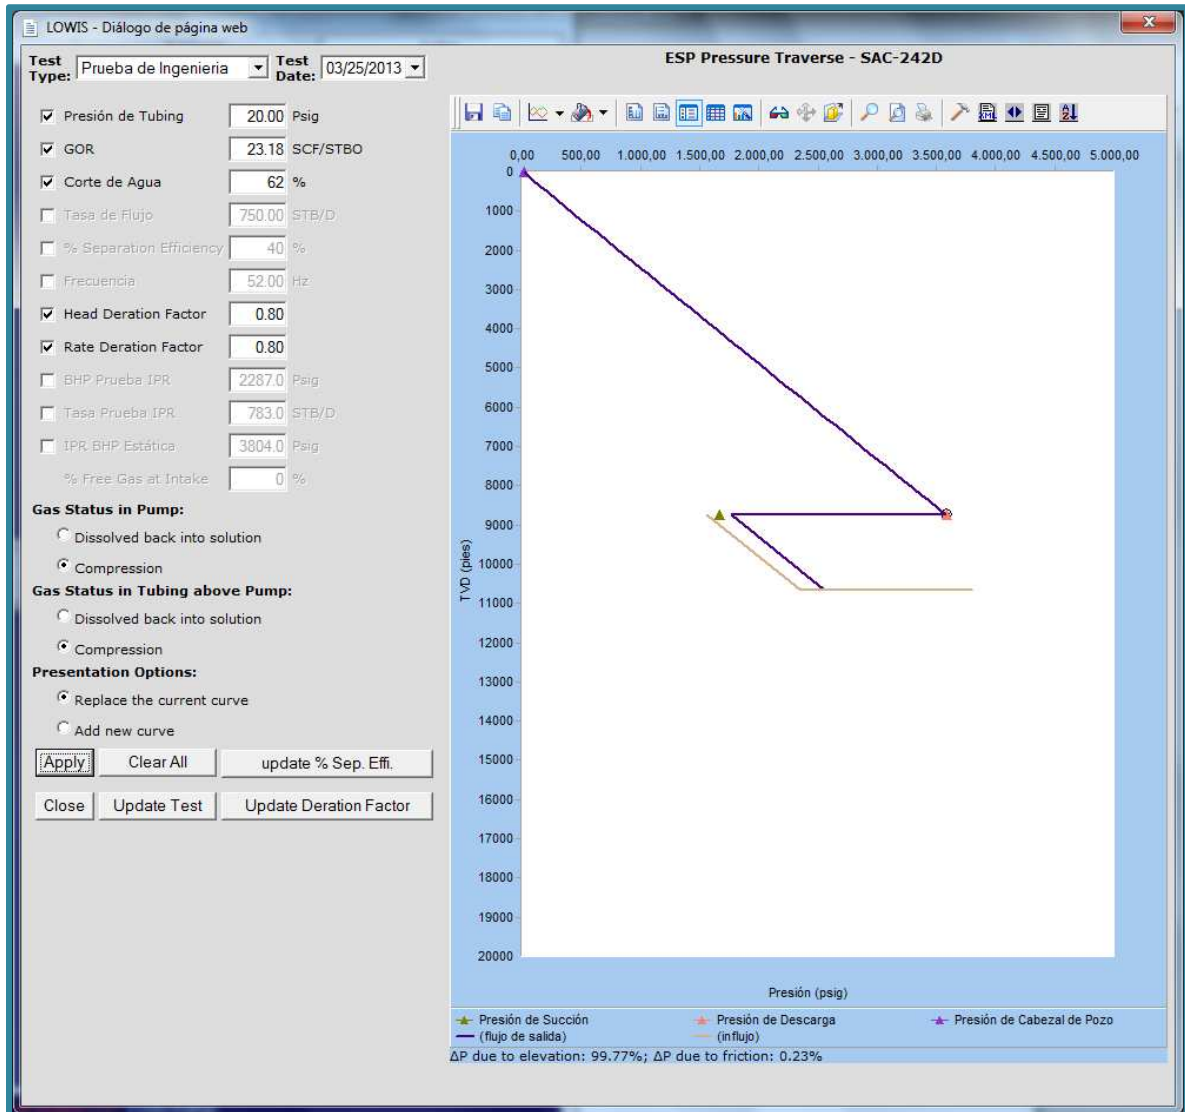 LOWIS - Diálogo de página web
Test Type: Prueba de Ingenieria Test Date: 03/25/2013
Presión de Tubing 20.00 Psig
GOR 23.18 SCF/STBO
Corte de Agua 62 %
Tasa de Flujo 750.00 STB/D
% Separation Efficiency 40 %
Frecuencia 52.00 Hz
Head Deration Factor 0.80
Rate Deration Factor 0.80
BHP Prueba IPR 2287.0 Psig
Tasa Prueba IPR 783.0 STB/D
IPR BHP Estática 3804.0 Psig
% Free Gas at Intake 0 %
Gas Status in Pump:
Dissolved back into solution
Compression
Gas Status in Tubing above Pump:
Dissolved back into solution
Compression
Presentation Options:
Replace the current curve
Add new curve
Apply Clear All update % Sep. Effi.
Close Update Test Update Deration Factor
ESP Pressure Traverse - SAC-242D
0,00 500,00 1.000,00 1.500,00 2.000,00 2.500,00 3.000,00 3.500,00 4.000,00 4.500,00 5.000,00
0
1000
2000
3000
4000
5000
6000
7000
8000
9000
10000
11000
12000
13000
14000
15000
16000
17000
18000
19000
20000
TVD (pies)
Presión (psig)
Presión de Succión Presión de Descarga Presión de Cabezal de Pozo
(flujo de salida) (influjo)
ΔP due to elevation: 99.77%; ΔP due to friction: 0.23%